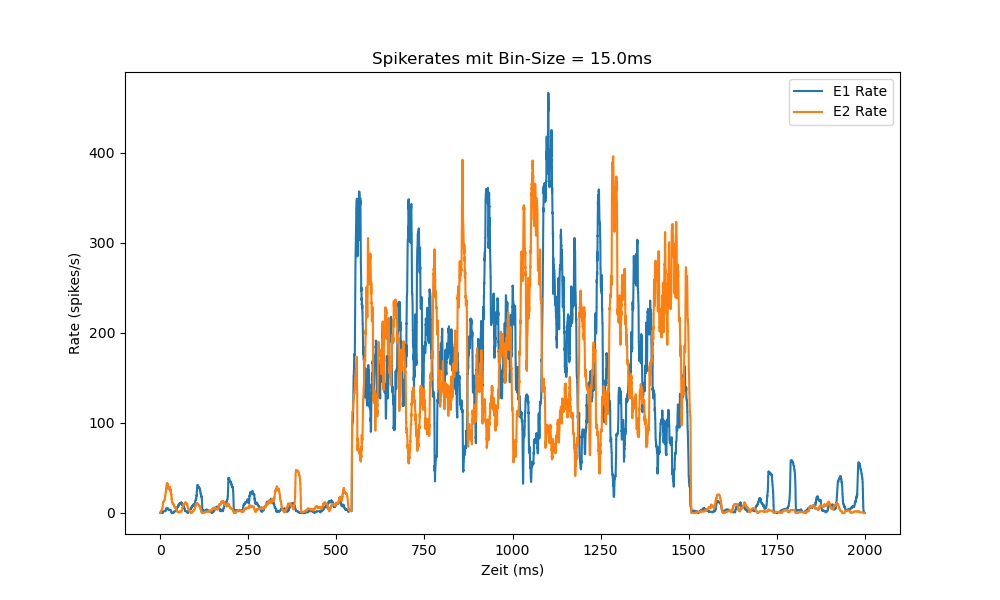 Spikerates mit Bin-Size = 15.0ms
E1 Rate
E2 Rate
Rate (spikes/s)
400
300
200
100
0
0 250 500 750 1000 1250 1500 1750 2000
Zeit (ms)